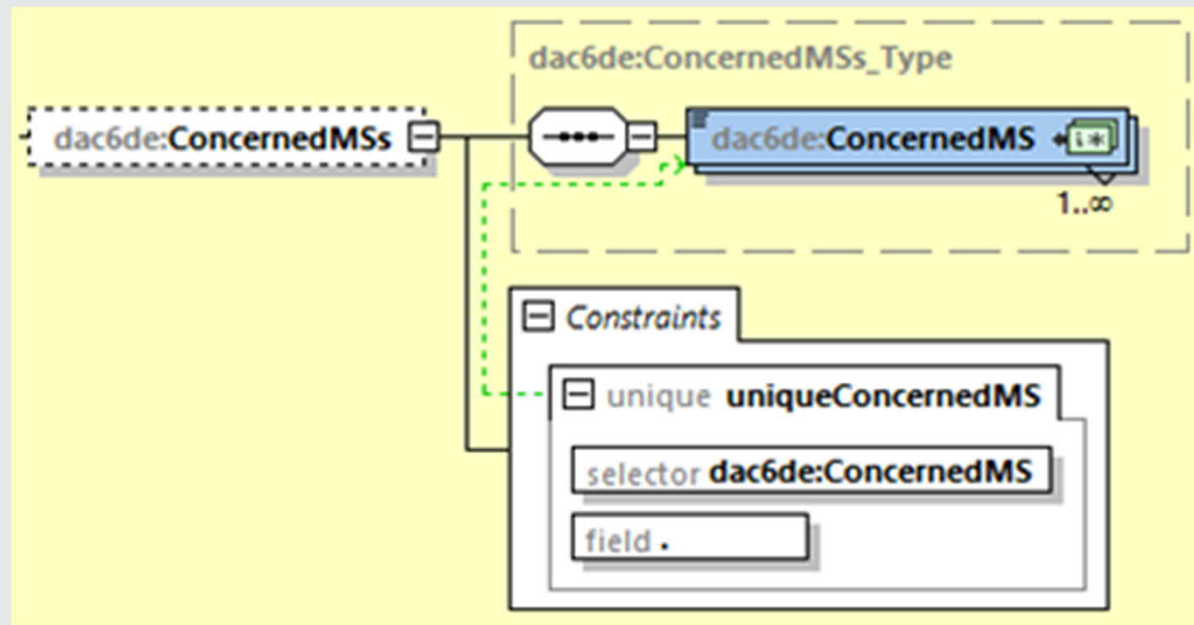 dac6de:ConcernedMSs_Type
dac6de:ConcernedMSs
dac6de:ConcernedMS
1..∞
Constraints
unique uniqueConcernedMS
selector dac6de:ConcernedMS
field .